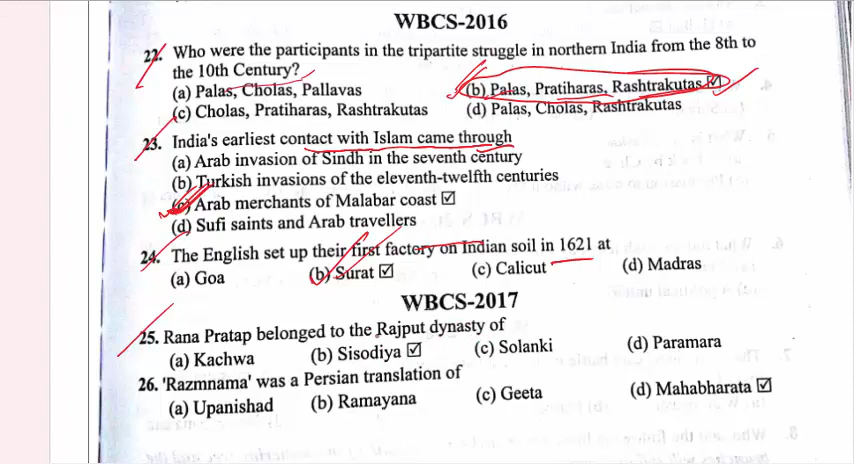 WBCS-2016
22. Who were the participants in the tripartite struggle in northern India from the 8th to
the 10th Century?
(a) Palas, Cholas, Pallavas (b) Palas, Pratiharas, Rashtrakutas ☑
(c) Cholas, Pratiharas, Rashtrakutas (d) Palas, Cholas, Rashtrakutas
23. India's earliest contact with Islam came through
(a) Arab invasion of Sindh in the seventh century
(b) Turkish invasions of the eleventh-twelfth centuries
(c) Arab merchants of Malabar coast ☑
(d) Sufi saints and Arab travellers
24. The English set up their first factory on Indian soil in 1621 at
(a) Goa (b) Surat ☑ (c) Calicut (d) Madras
WBCS-2017
25. Rana Pratap belonged to the Rajput dynasty of
(a) Kachwa (b) Sisodiya ☑ (c) Solanki (d) Paramara
26. 'Razmnama' was a Persian translation of
(a) Upanishad (b) Ramayana (c) Geeta (d) Mahabharata ☑